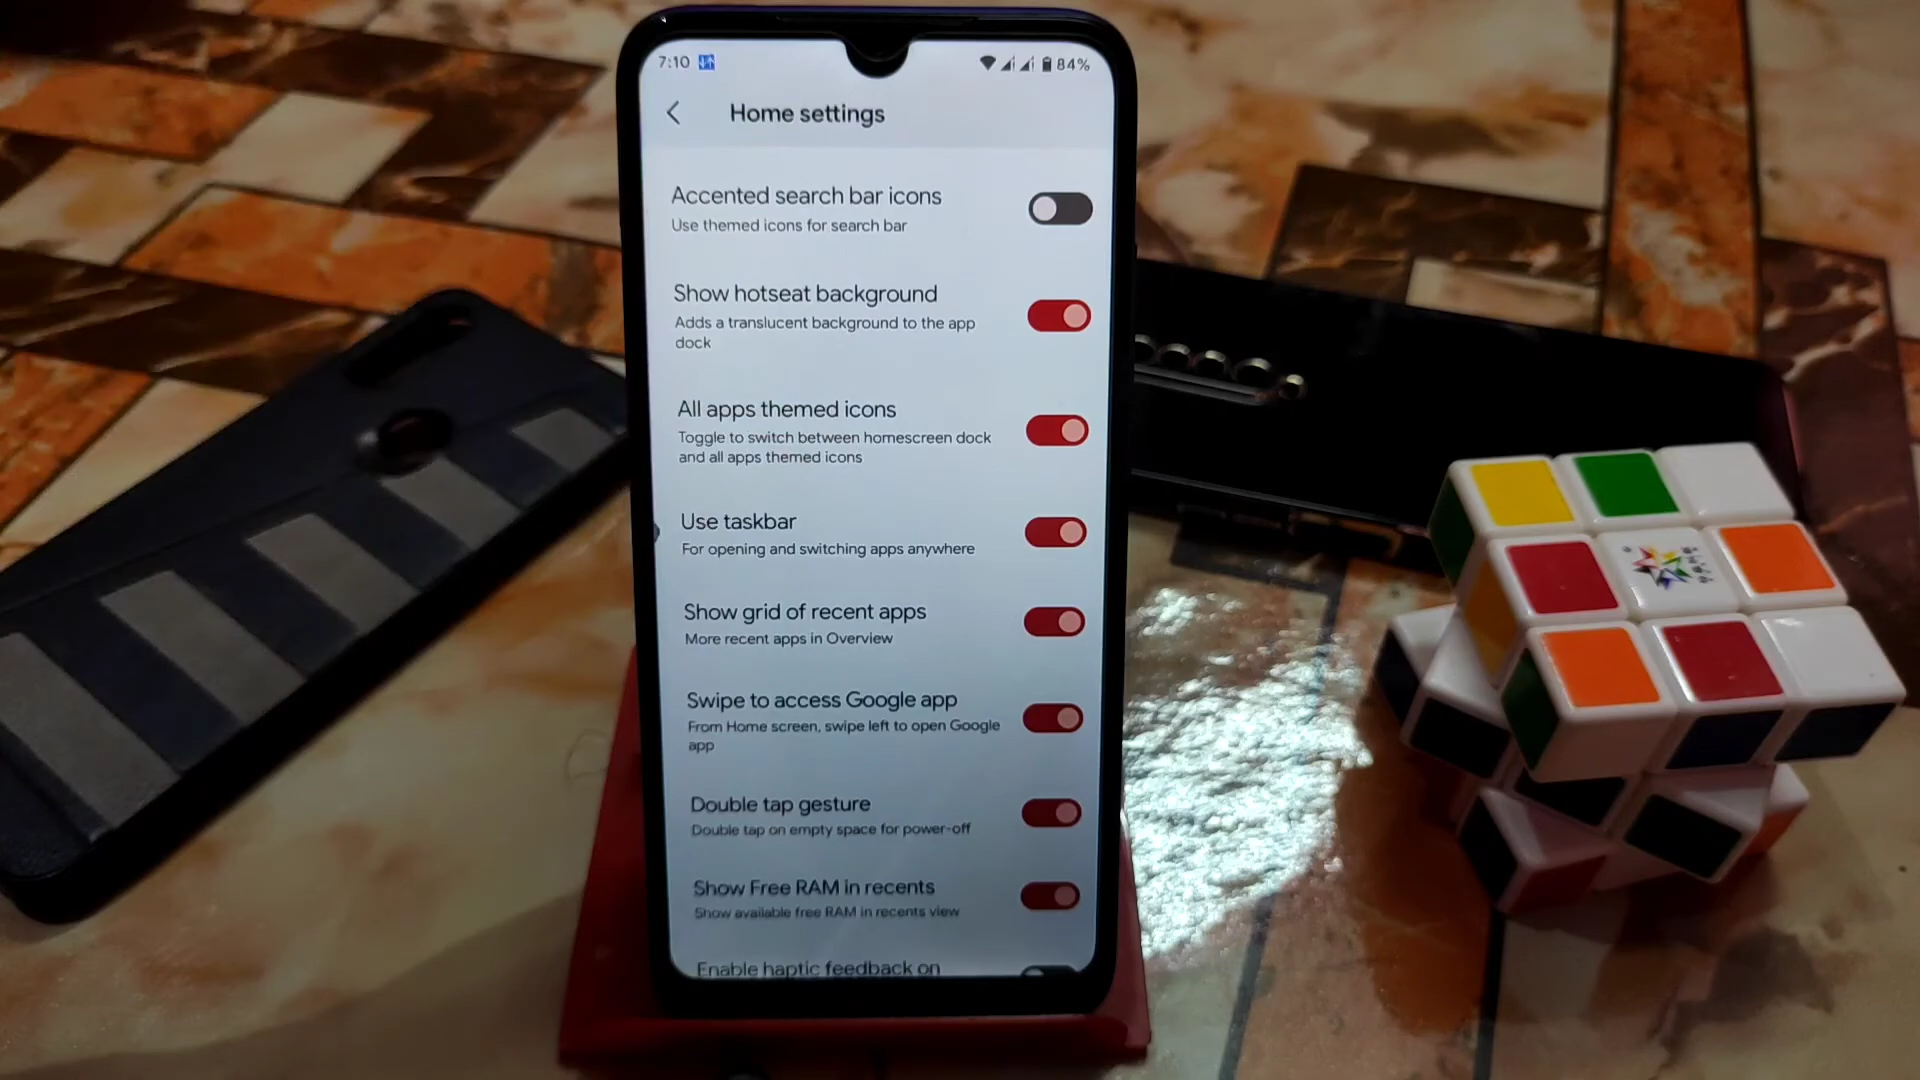 7:10
84%
Home settings
Accented search bar icons
Use themed icons for search bar
Show hotseat background
Adds a translucent background to the app
dock
All apps themed icons
Toggle to switch between homescreen dock
and all apps themed icons
Use taskbar
For opening and switching apps anywhere
Show grid of recent apps
More recent apps in Overview
Swipe to access Google app
From Home screen, swipe left to open Google
app
Double tap gesture
Double tap on empty space for power-off
Show Free RAM in recents
Show available free RAM in recents view
Enable haptic feedback on